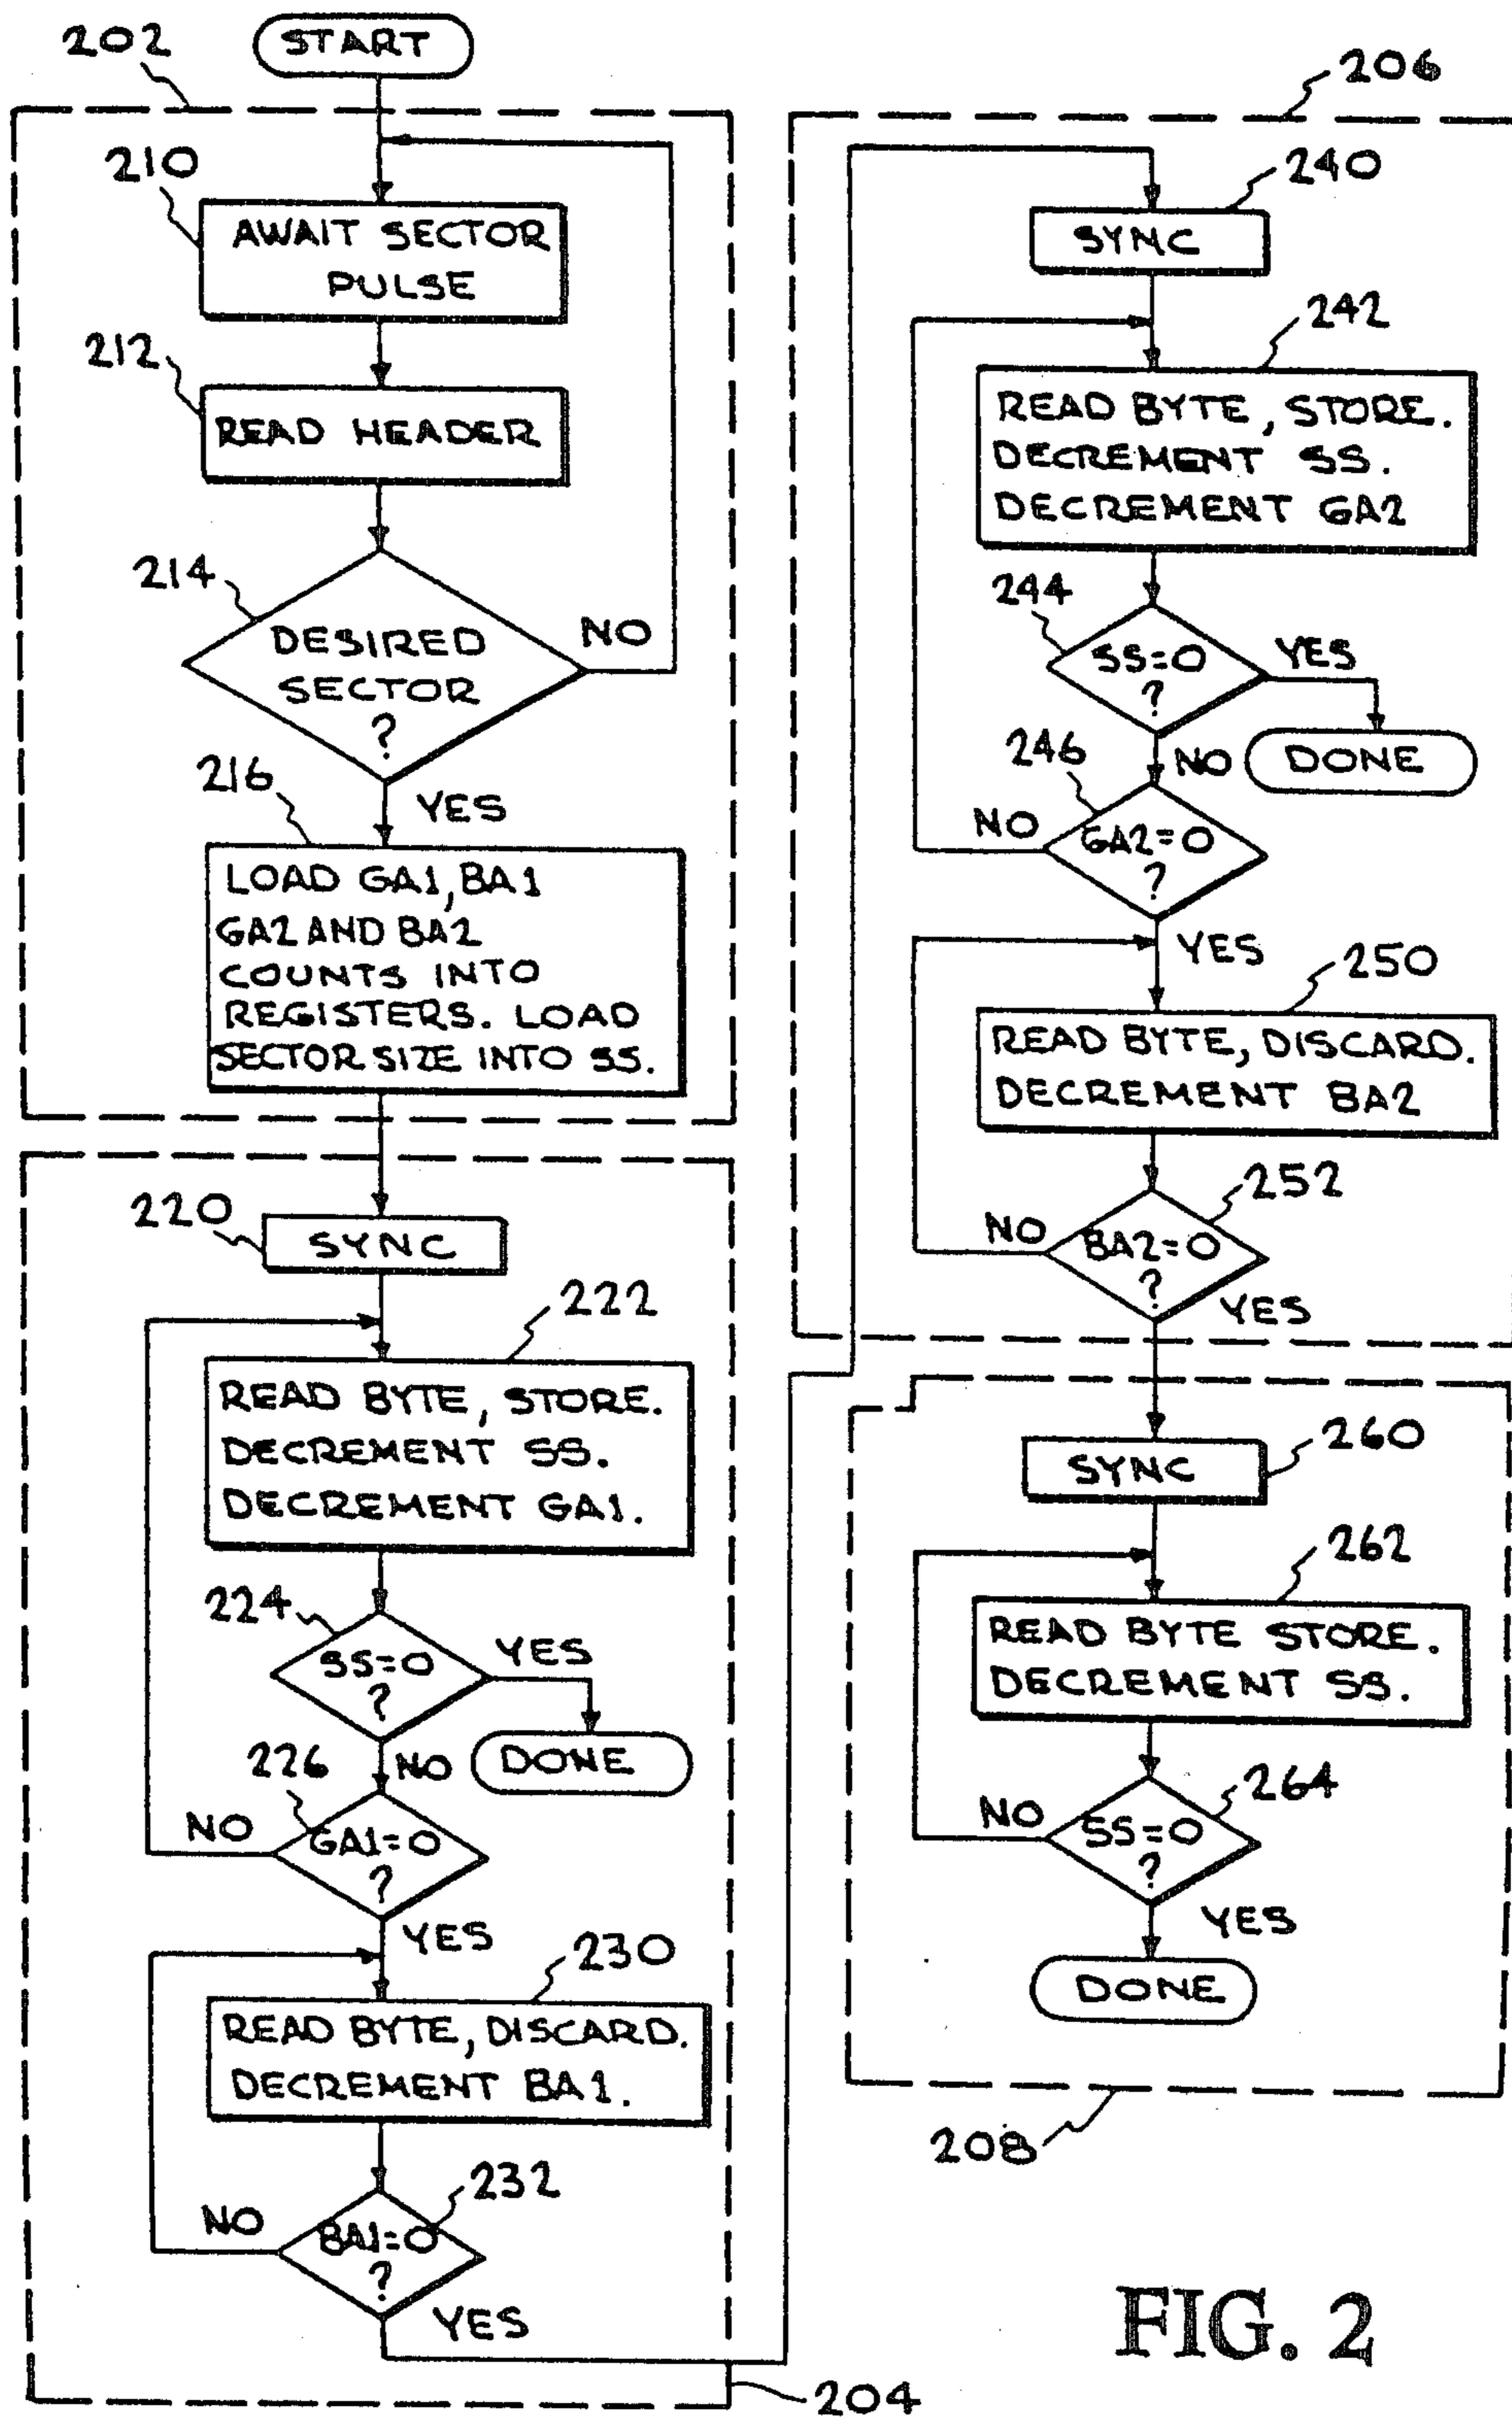 202
START
210
AWAIT SECTOR
PULSE
212
READ HEADER
214
DESIRED
SECTOR
?
NO
216
YES
LOAD GA1, BA1
GA2 AND BA2
COUNTS INTO
REGISTERS. LOAD
SECTOR SIZE INTO SS.
220
SYNC
222
READ BYTE, STORE.
DECREMENT SS.
DECREMENT GA1.
224
SS=0
?
YES
DONE
NO
226
GA1=0
?
NO
YES
230
READ BYTE, DISCARD.
DECREMENT BA1.
232
BA1=0
?
NO
YES
204
206
240
SYNC
242
READ BYTE, STORE.
DECREMENT SS.
DECREMENT GA2
244
SS=0
?
YES
DONE
NO
246
GA2=0
?
NO
YES
250
READ BYTE, DISCARD.
DECREMENT BA2
252
BA2=0
?
NO
YES
260
SYNC
262
READ BYTE STORE.
DECREMENT SS.
264
SS=0
?
NO
YES
DONE
208
FIG. 2